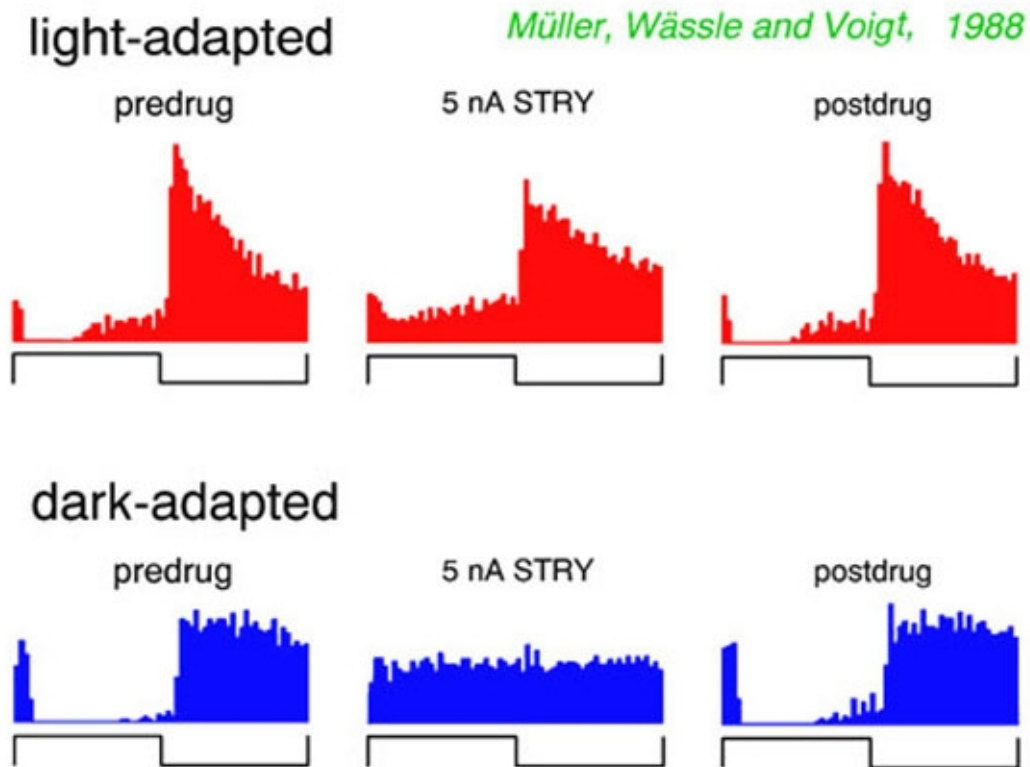 light-adapted
Müller, Wässle and Voigt, 1988
predrug
5 nA STRY
postdrug
dark-adapted
predrug
5 nA STRY
postdrug